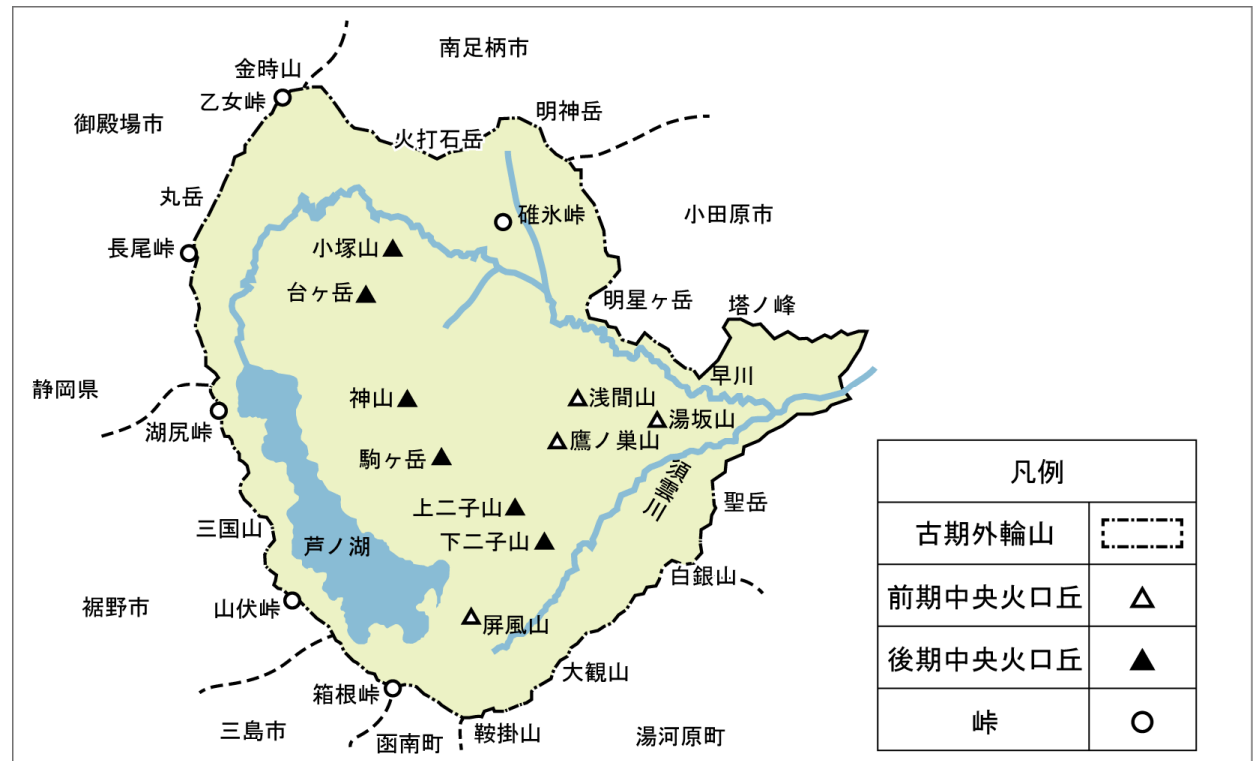 南足柄市
金時山
乙女峠
明神岳
御殿場市
火打石岳
丸岳
碓氷峠
小田原市
長尾峠
小塚山
台ヶ岳
明星ヶ岳
塔ノ峰
早川
静岡県
神山
浅間山
湯坂山
湖尻峠
鷹ノ巣山
駒ヶ岳
須雲川
聖岳
上二子山
三国山
下二子山
芦ノ湖
白銀山
裾野市
山伏峠
屏風山
大観山
箱根峠
三島市
函南町
鞍掛山
湯河原町
凡例
古期外輪山
前期中央火口丘
後期中央火口丘
峠